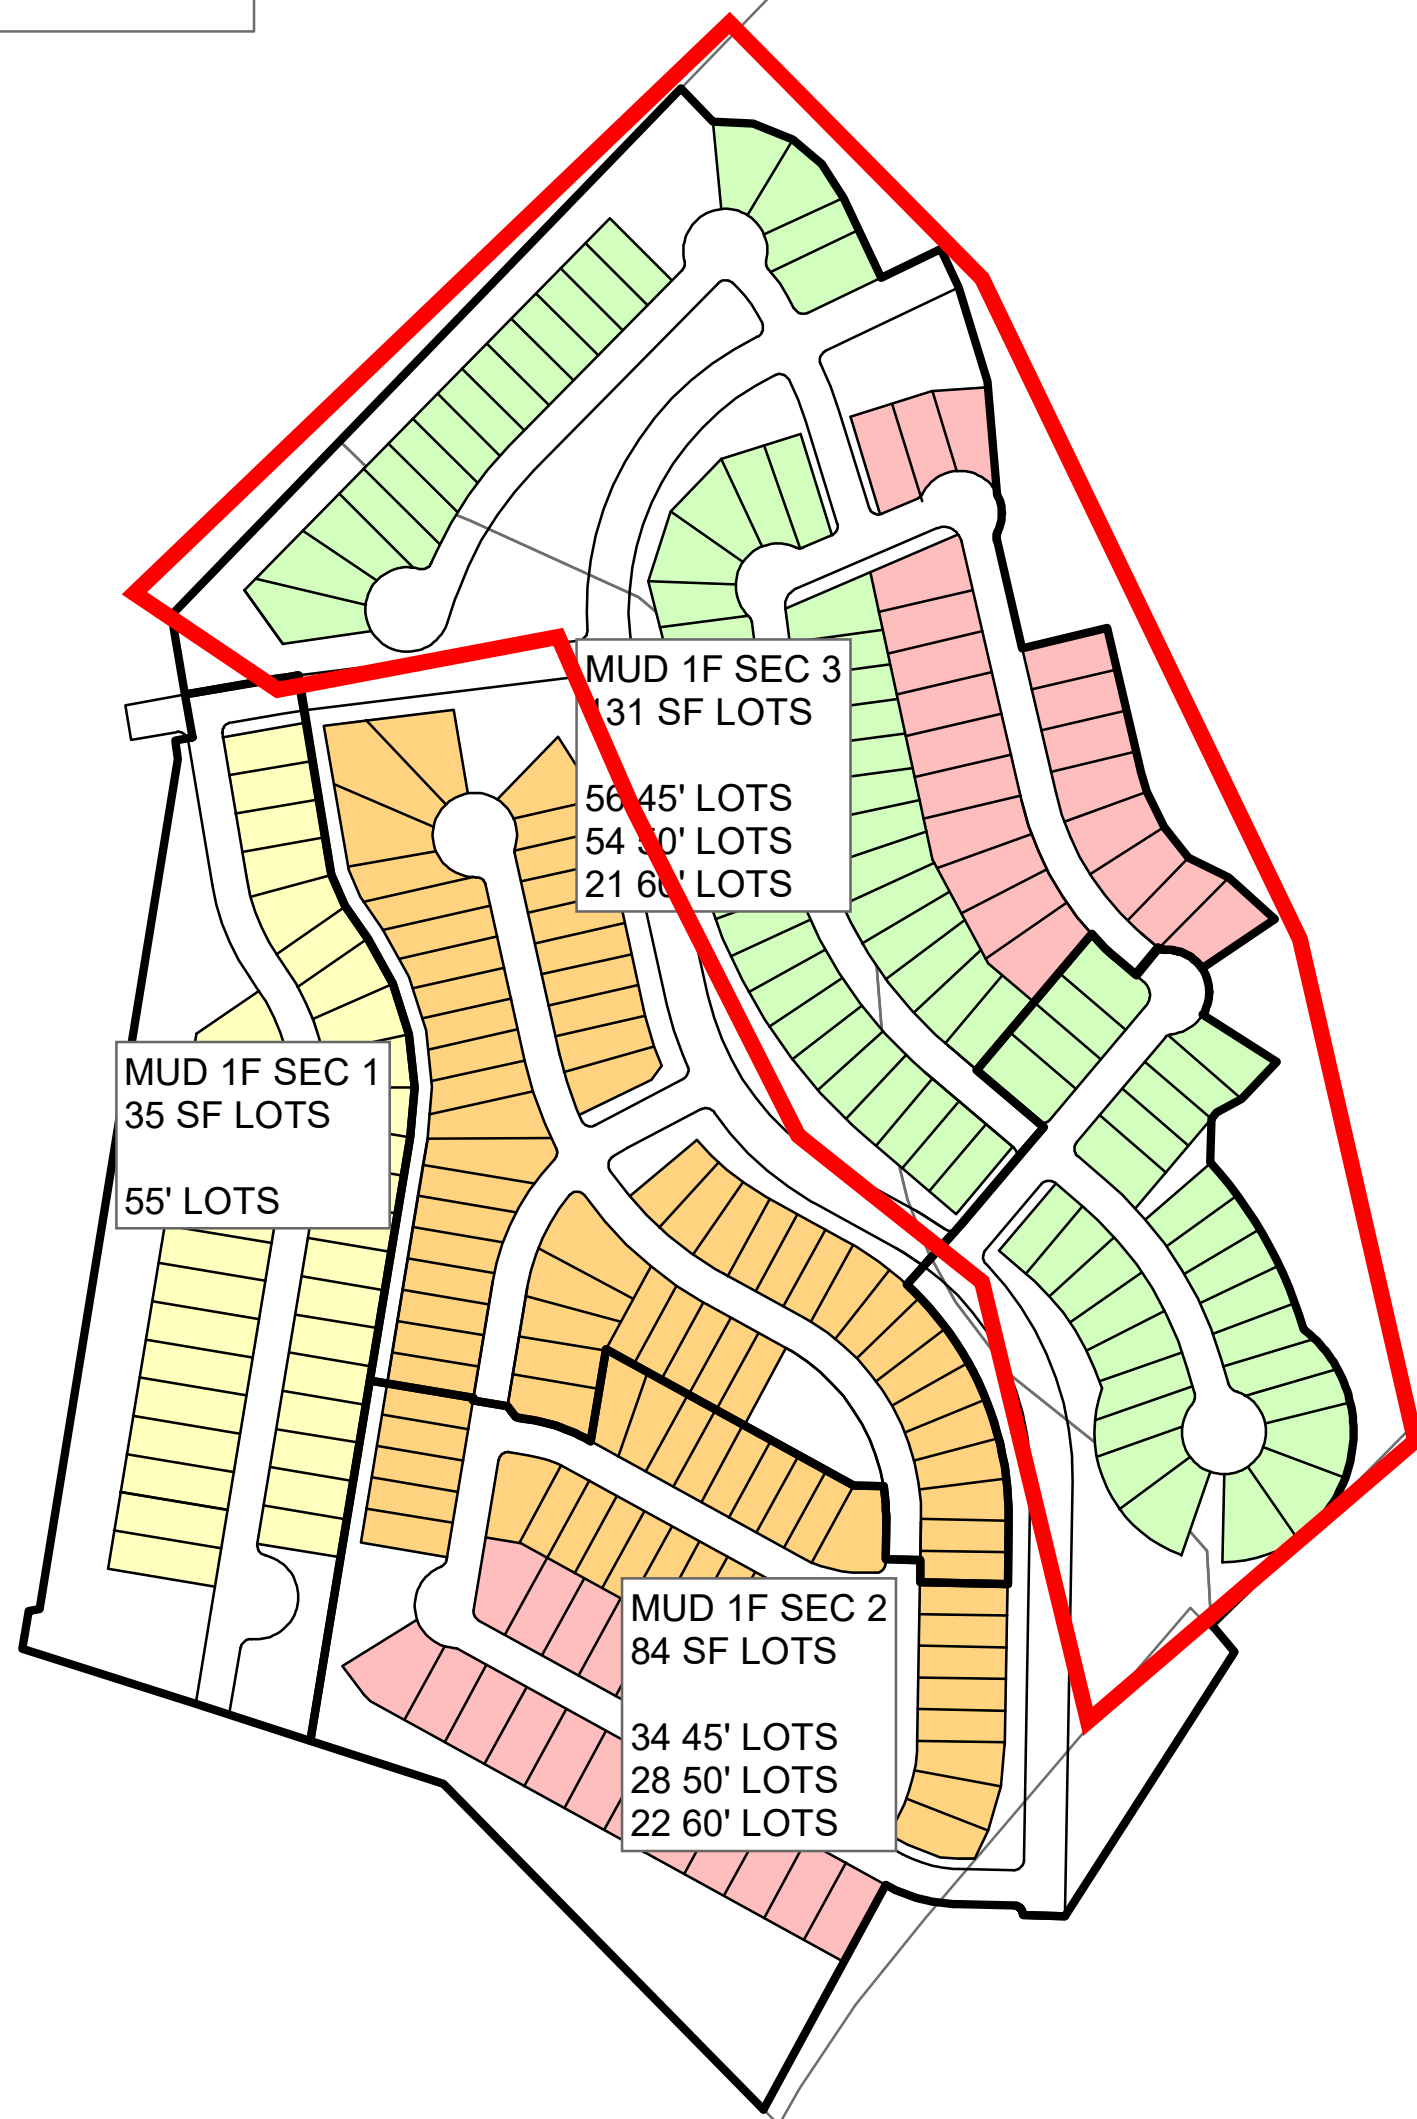 MUD 1F SEC 3
131 SF LOTS
56 45' LOTS
54 50' LOTS
21 60' LOTS
MUD 1F SEC 1
35 SF LOTS
55' LOTS
MUD 1F SEC 2
84 SF LOTS
34 45' LOTS
28 50' LOTS
22 60' LOTS